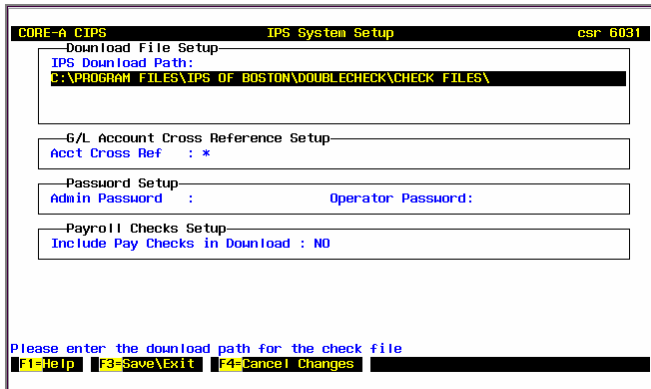 CORE-A CIPS IPS System Setup csr 6031
Download File Setup
IPS Download Path:
C:\PROGRAM FILES\IPS OF BOSTON\DOUBLECHECK\CHECK FILES\
G/L Account Cross Reference Setup
Acct Cross Ref : *
Password Setup
Admin Password : Operator Password:
Payroll Checks Setup
Include Pay Checks in Download : NO
Please enter the download path for the check file
F1=Help F3=Save\Exit F4=Cancel Changes